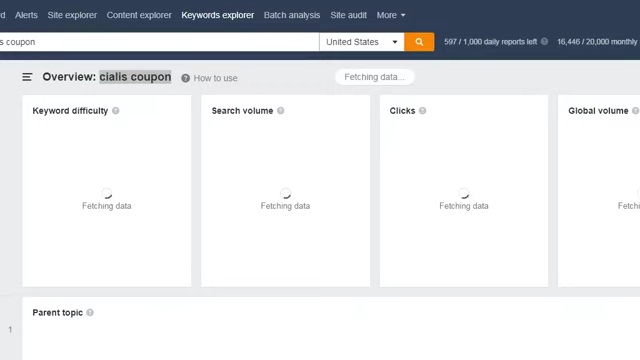 Alerts Site explorer Content explorer Keywords explorer Batch analysis Site audit More
s coupon United States 597 / 1,000 daily reports left 16,446 / 20,000 monthly
Overview: cialis coupon How to use Fetching data...
Keyword difficulty Search volume Clicks Global volume
Fetching data Fetching data Fetching data
Parent topic
1